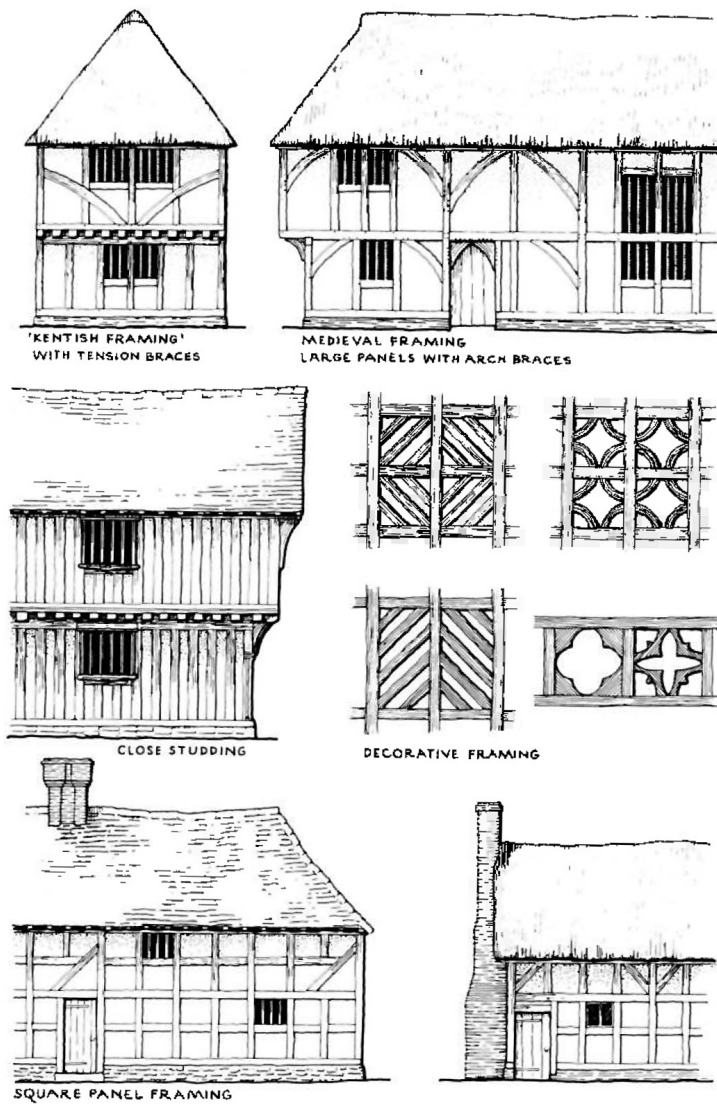 'KENTISH FRAMING'
WITH TENSION BRACES
MEDIEVAL FRAMING
LARGE PANELS WITH ARCH BRACES
CLOSE STUDDING
DECORATIVE FRAMING
SQUARE PANEL FRAMING